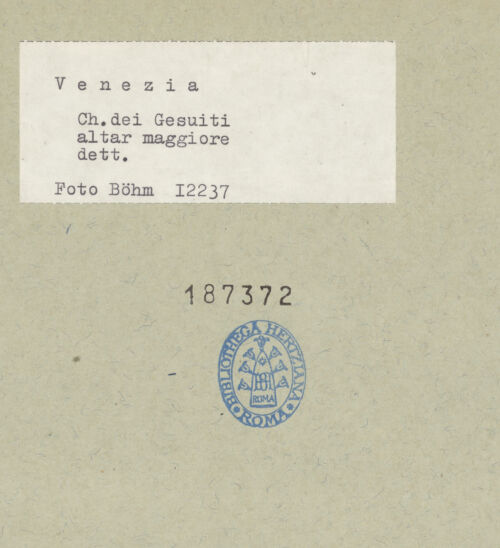 V e n e z i a
Ch.dei Gesuiti
altar maggiore
dett.
Foto Böhm I2237
187372
BIBLIOTHECA HERTZIANA
ROMA
ROMA